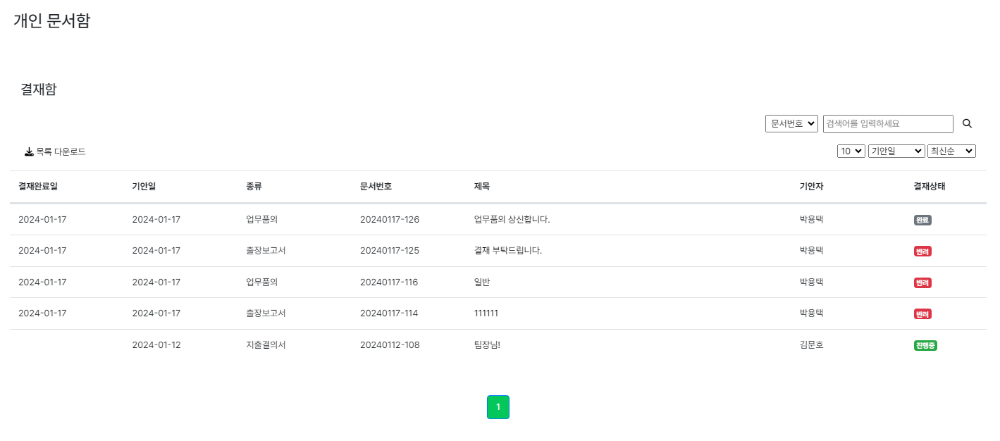 개인 문서함
결재함
문서번호 검색어를 입력하세요
목록 다운로드 10 기안일 최신순
결재완료일 기안일 종류 문서번호 제목 기안자 결재상태
2024-01-17 2024-01-17 업무품의 20240117-126 업무품의 상신합니다. 박용택 완료
2024-01-17 2024-01-17 출장보고서 20240117-125 결재 부탁드립니다. 박용택 반려
2024-01-17 2024-01-17 업무품의 20240117-116 일반 박용택 반려
2024-01-17 2024-01-17 출장보고서 20240117-114 111111 박용택 반려
2024-01-12 지출결의서 20240112-108 팀장님! 김문호 진행중
1